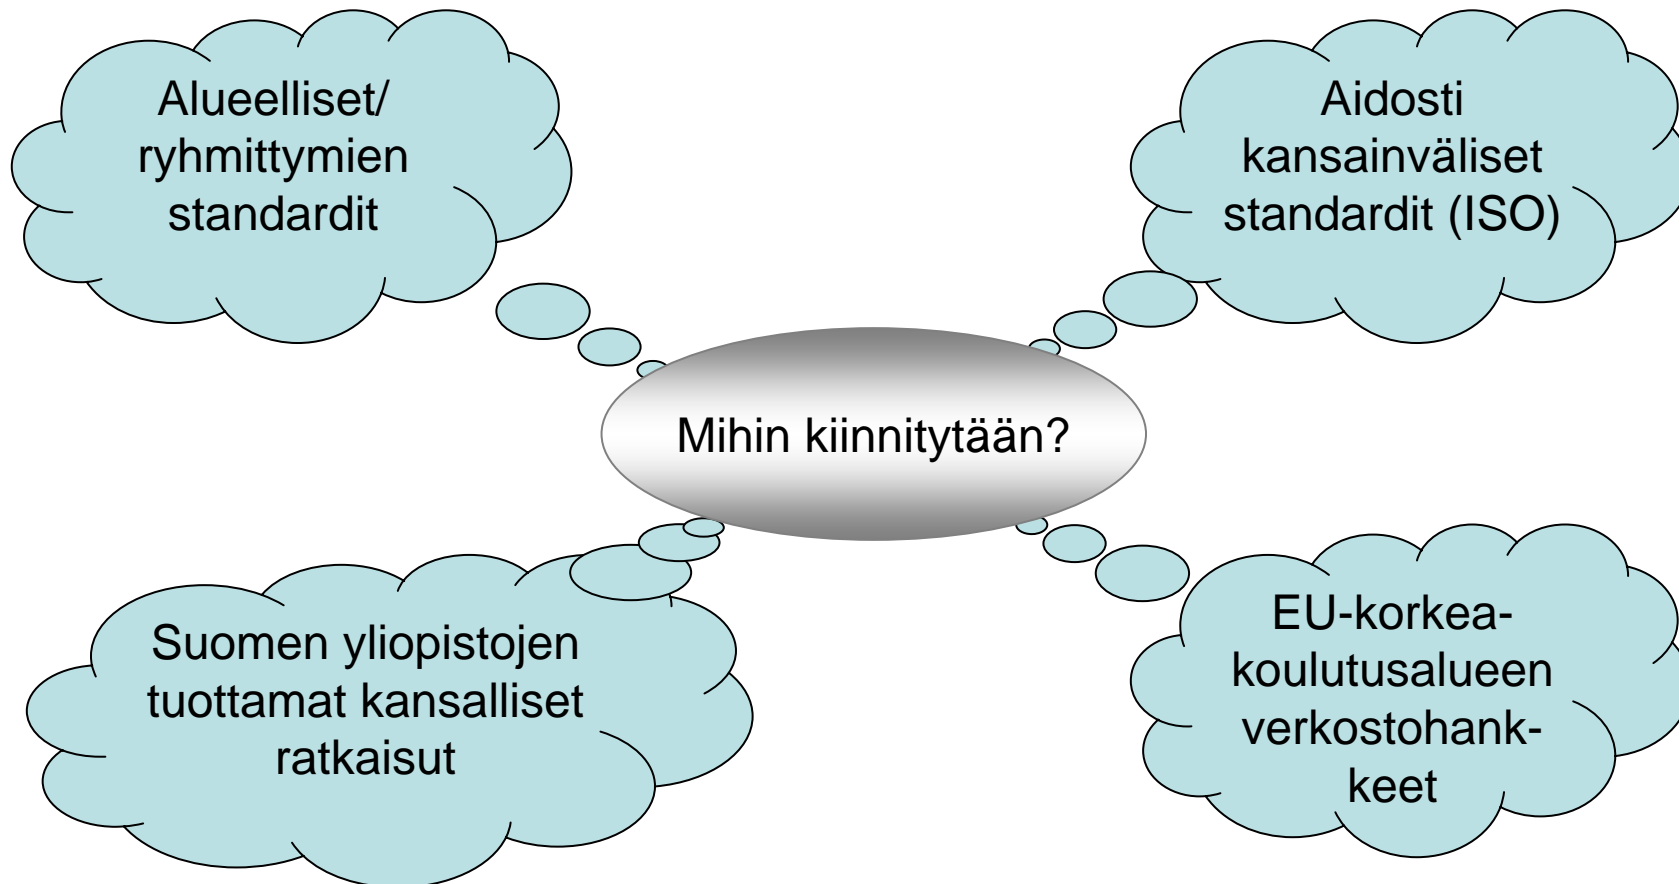 Alueelliset/
ryhmittymien
standardit
Aidosti
kansainväliset
standardit (ISO)
Mihin kiinnitytään?
Suomen yliopistojen
tuottamat kansalliset
ratkaisut
EU-korkea-
koulutusalueen
verkostohank-
keet